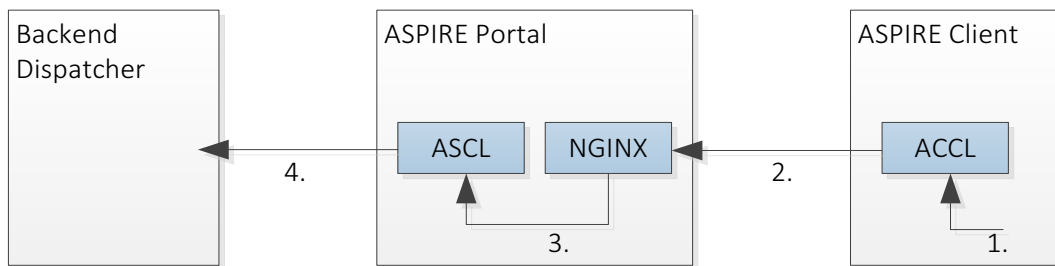 Backend
Dispatcher
ASPIRE Portal
ASPIRE Client
ASCL
NGINX
ACCL
4.
2.
3.
1.